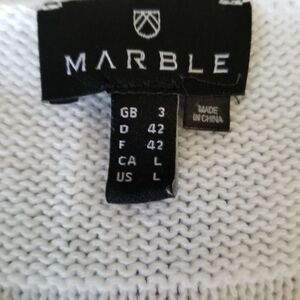 MARBLE
GB 3
D 42
F 42
CA L
US L
MADE
IN CHINA